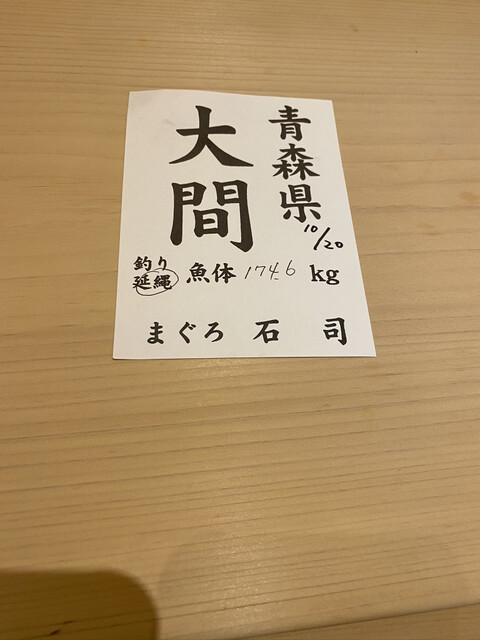 青森県
10/20
大間
釣り
延縄
魚体 174.6 kg
まぐろ 石司